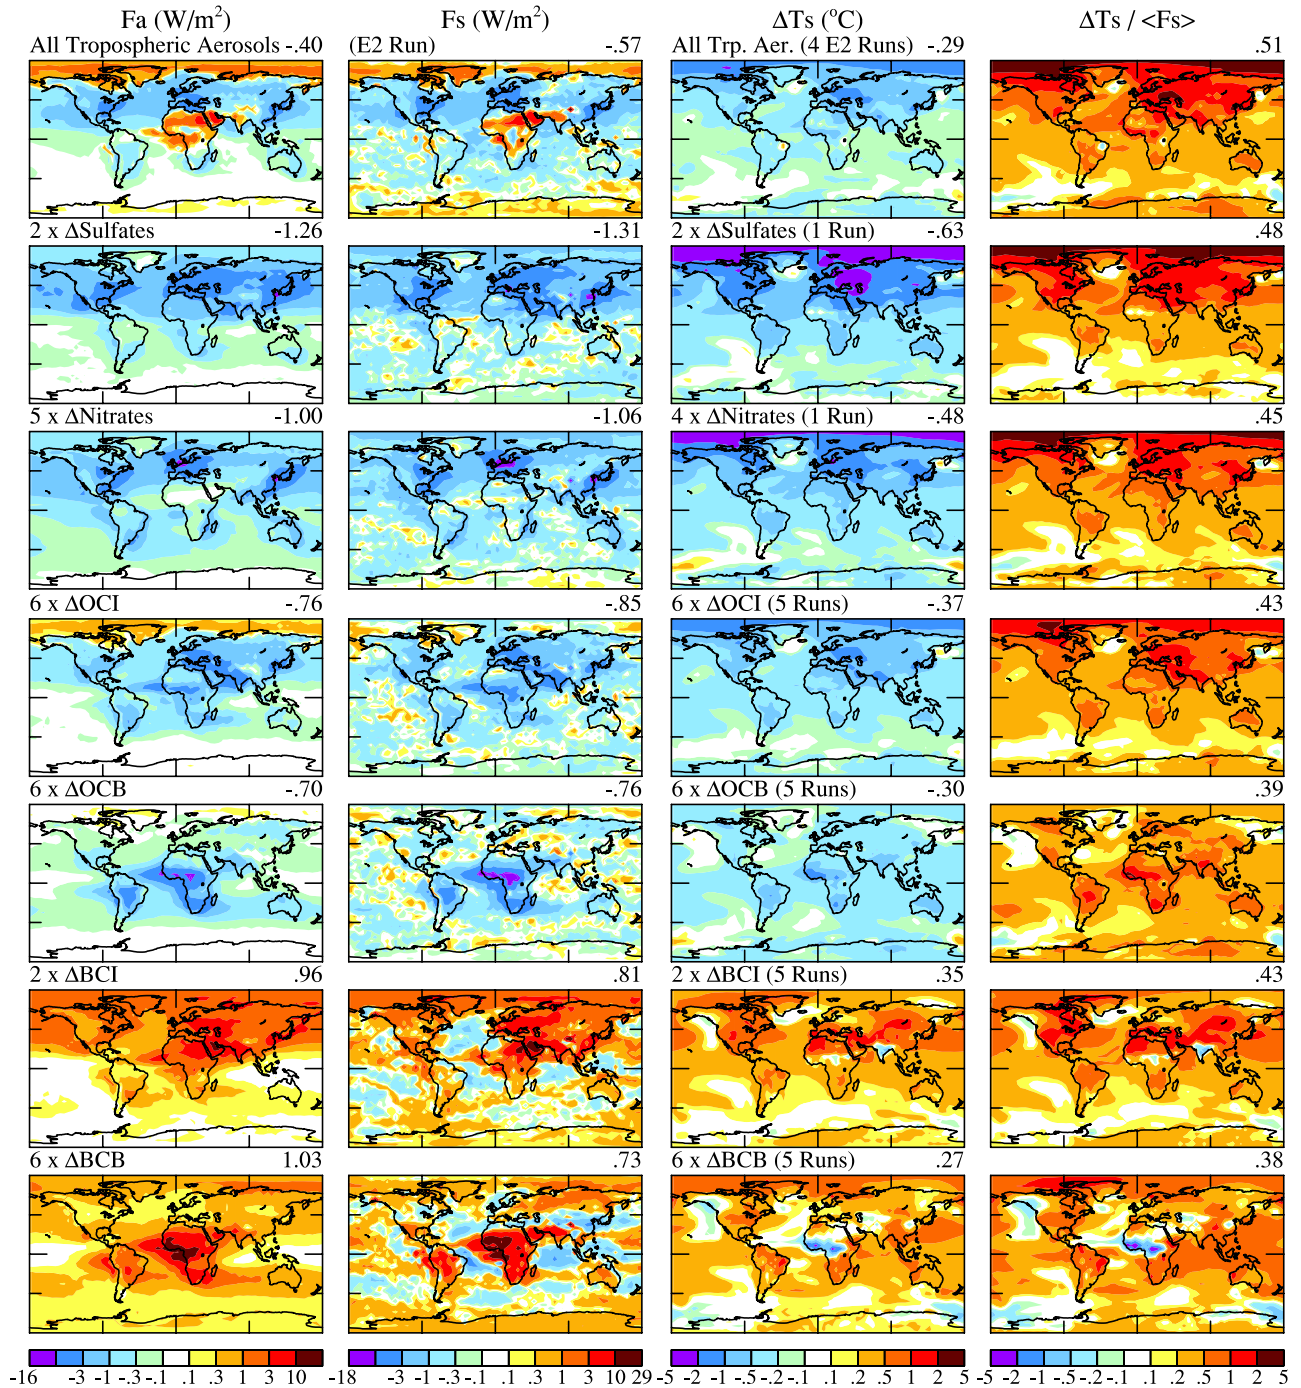 Fa (W/m²) Fs (W/m²) ΔTs (°C) ΔTs / <Fs>
All Tropospheric Aerosols -.40 (E2 Run) -.57 All Trp. Aer. (4 E2 Runs) -.29 .51
2 x ΔSulfates -1.26 -1.31 2 x ΔSulfates (1 Run) -.63 .48
5 x ΔNitrates -1.00 -1.06 4 x ΔNitrates (1 Run) -.48 .45
6 x ΔOCI -.76 -.85 6 x ΔOCI (5 Runs) -.37 .43
6 x ΔOCB -.70 -.76 6 x ΔOCB (5 Runs) -.30 .39
2 x ΔBCI .96 .81 2 x ΔBCI (5 Runs) .35 .43
6 x ΔBCB 1.03 .73 6 x ΔBCB (5 Runs) .27 .38
-16 -3 -1 -.3 -.1 .1 .3 1 3 10 16 -18 -3 -1 -.3 -.1 .1 .3 1 3 10 29 -5 -2 -1 -.5 -.2 -.1 .1 .2 .5 1 2 5 -5 -2 -1 -.5 -.2 -.1 .1 .2 .5 1 2 5